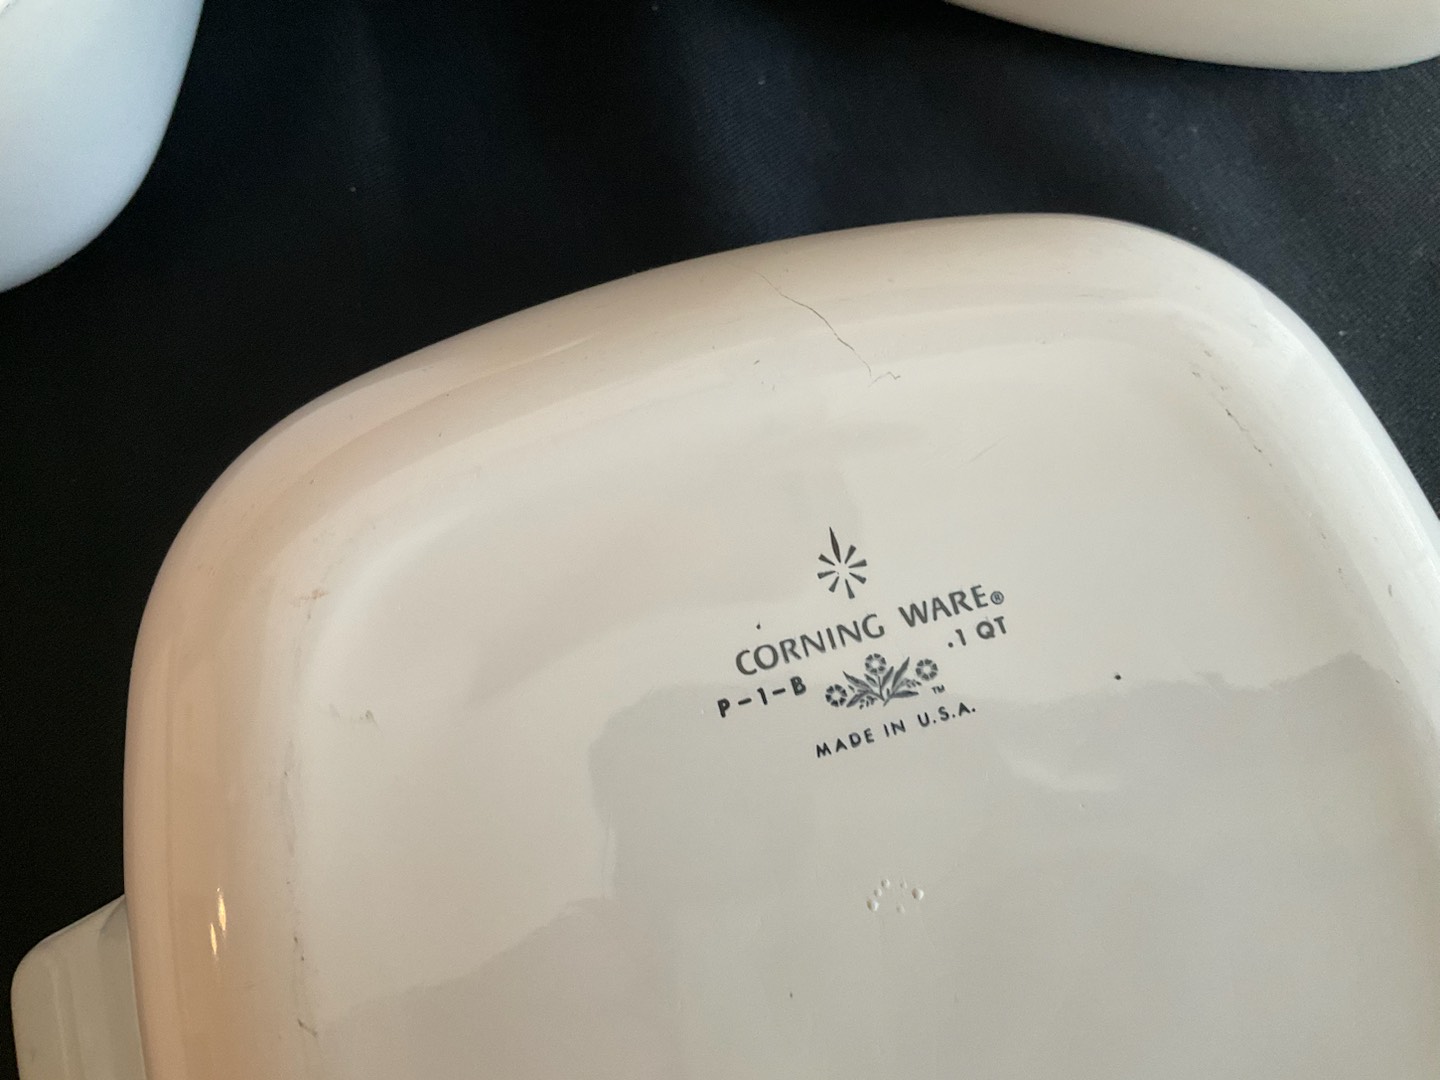 CORNING WARE®
P-1-B .1 QT
TM
MADE IN U.S.A.